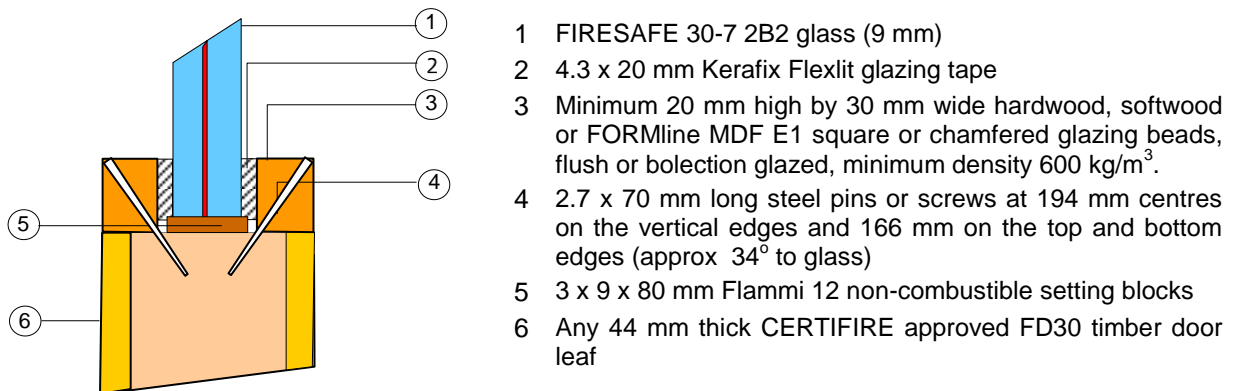 1
2
3
4
5
6
1 FIRESAFE 30-7 2B2 glass (9 mm)
2 4.3 x 20 mm Kerafix Flexlit glazing tape
3 Minimum 20 mm high by 30 mm wide hardwood, softwood
or FORMline MDF E1 square or chamfered glazing beads,
flush or bolection glazed, minimum density 600 kg/m³.
4 2.7 x 70 mm long steel pins or screws at 194 mm centres
on the vertical edges and 166 mm on the top and bottom
edges (approx 34° to glass)
5 3 x 9 x 80 mm Flammi 12 non-combustible setting blocks
6 Any 44 mm thick CERTIFIRE approved FD30 timber door
leaf